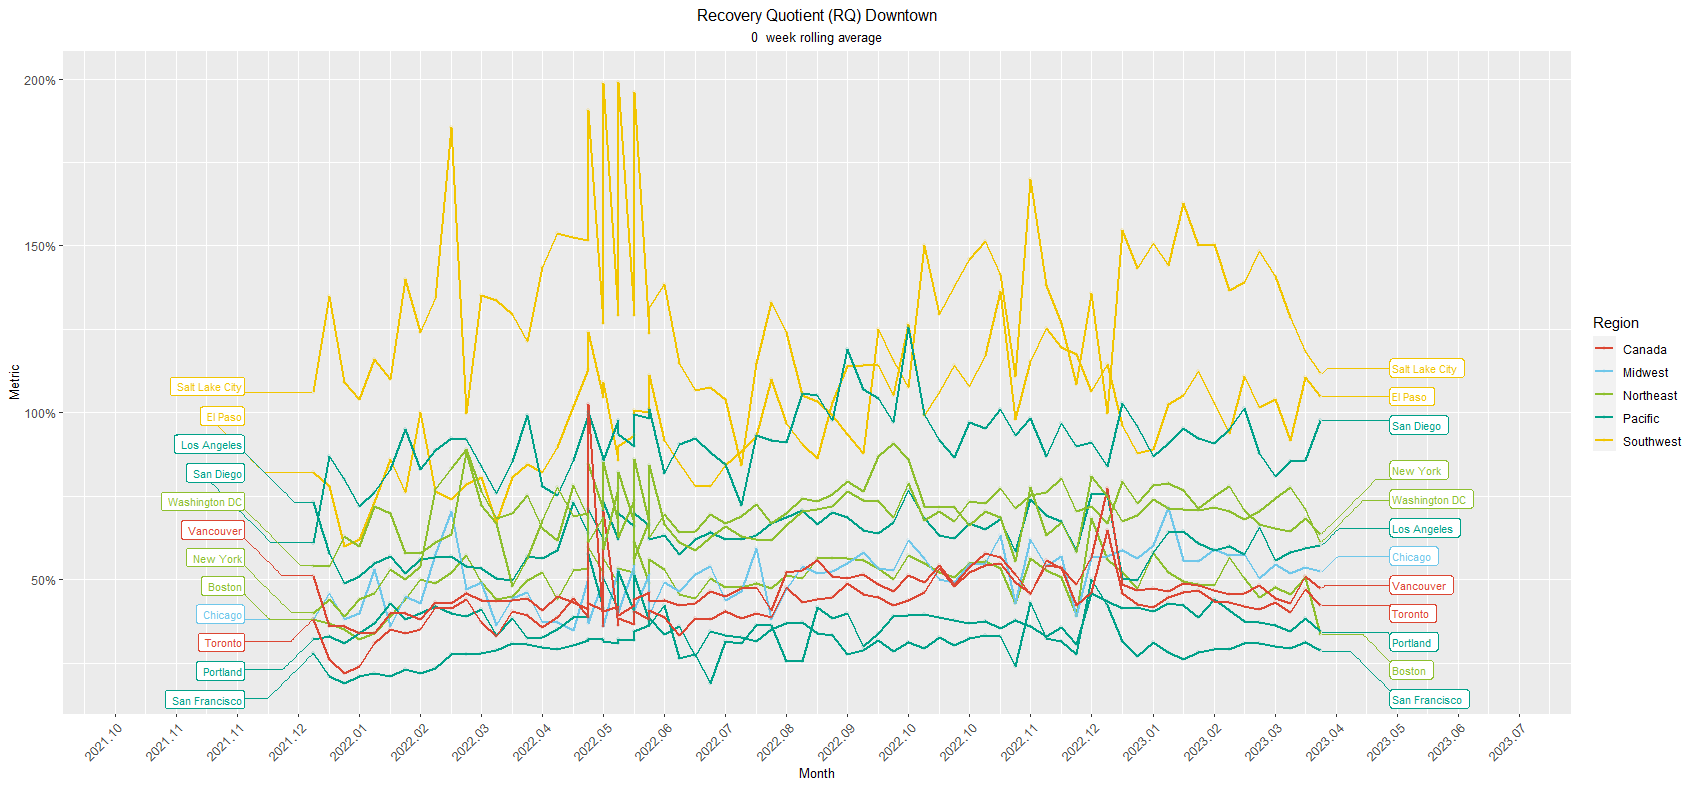 Recovery Quotient (RQ) Downtown
0 week rolling average
Metric
200%
150%
100%
50%
Salt Lake City
El Paso
Los Angeles
San Diego
Washington DC
Vancouver
New York
Boston
Chicago
Toronto
Portland
San Francisco
Salt Lake City
El Paso
San Diego
New York
Washington DC
Los Angeles
Chicago
Vancouver
Toronto
Portland
Boston
San Francisco
2021.10
2021.11
2021.11
2021.12
2022.01
2022.02
2022.03
2022.04
2022.05
2022.06
2022.07
2022.08
2022.09
2022.10
2022.10
2022.11
2022.12
2023.01
2023.02
2023.03
2023.04
2023.05
2023.06
2023.07
Month
Region
Canada
Midwest
Northeast
Pacific
Southwest